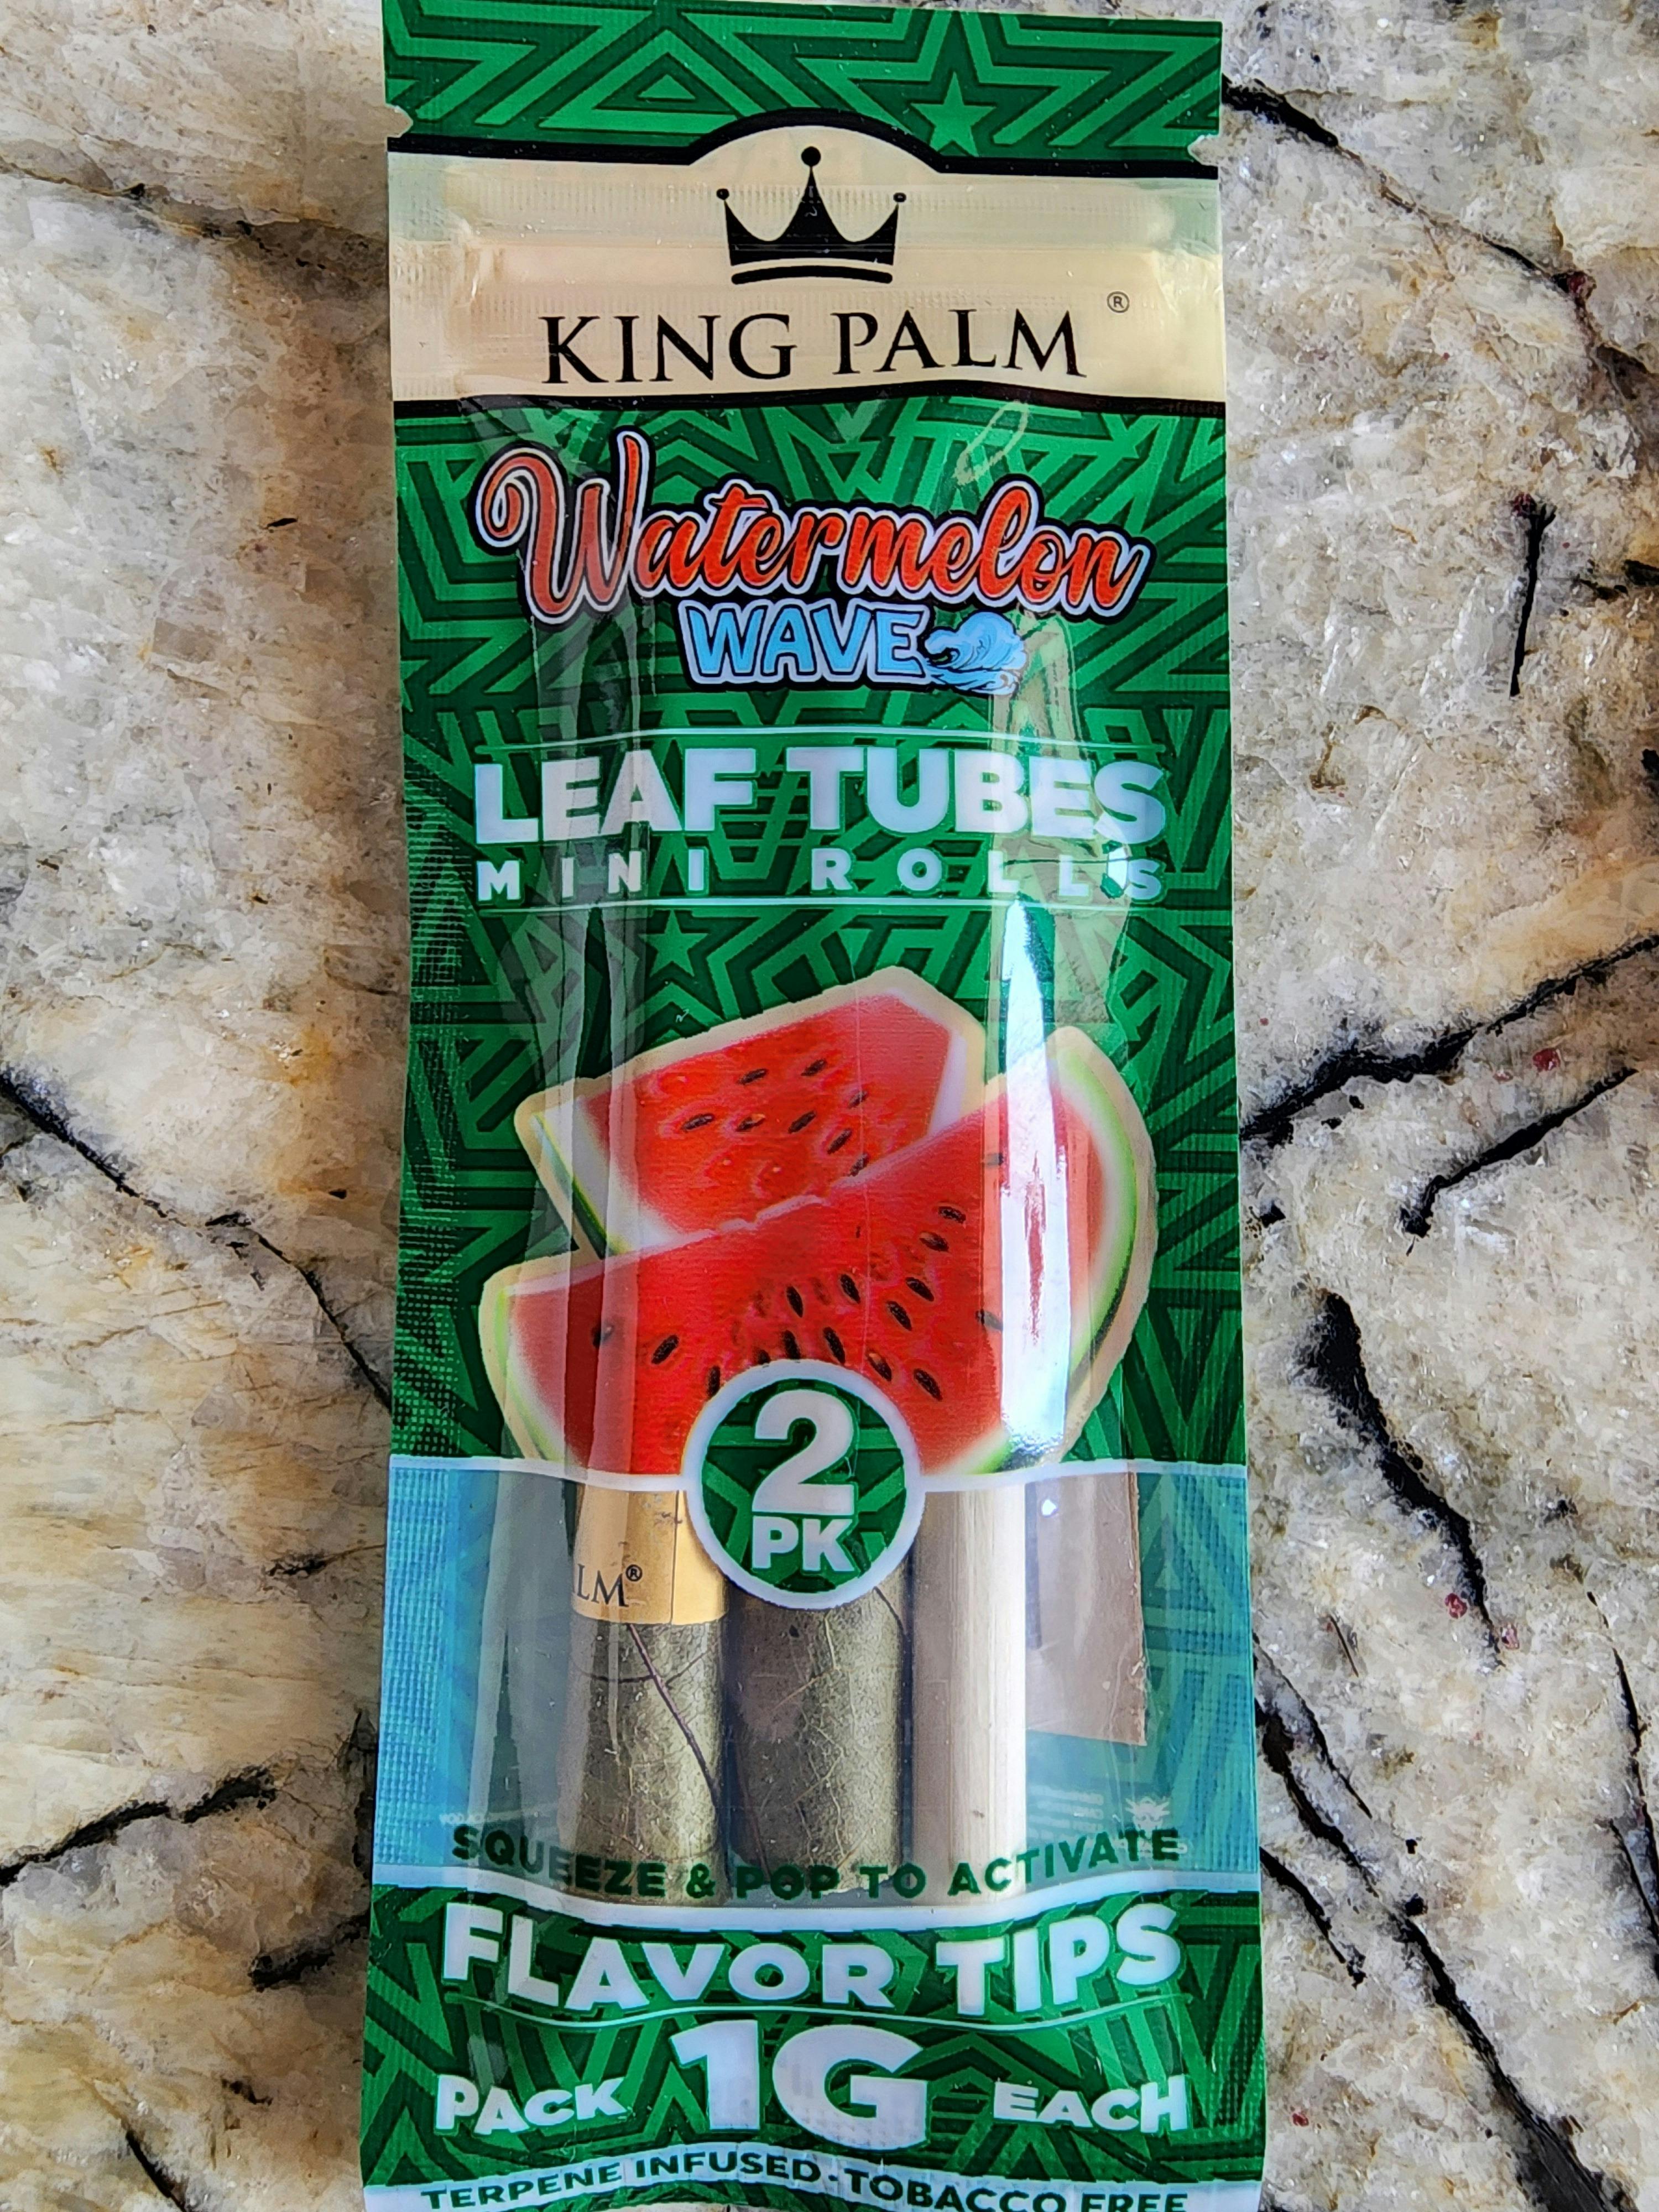 KING PALM ®
Watermelon
WAVE
LEAF TUBES
MINI ROLLS
2
PK
LM®
SQUEEZE & POP TO ACTIVATE
FLAVOR TIPS
PACK 1G EACH
TERPENE INFUSED · TOBACCO FREE